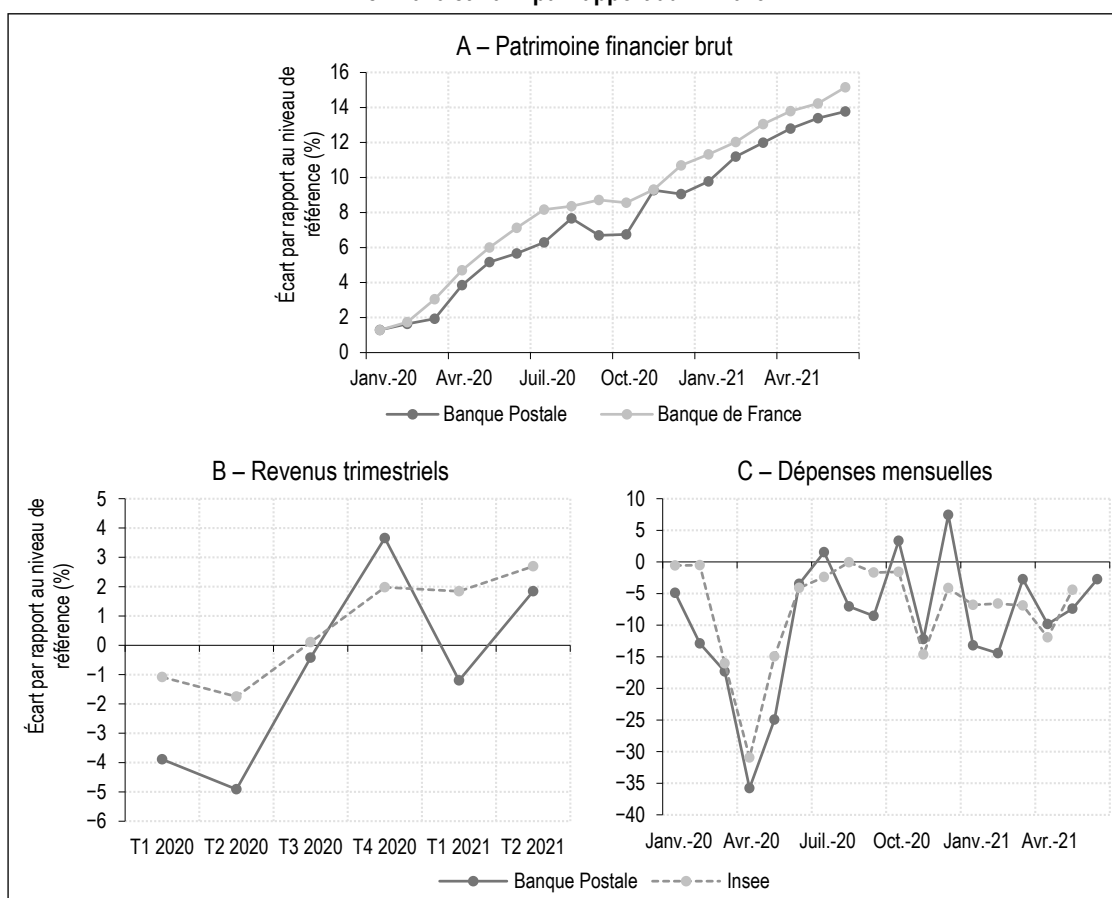 A – Patrimoine financier brut
Écart par rapport au niveau de
référence (%)
16
14
12
10
8
6
4
2
0
Janv.-20 Avr.-20 Juil.-20 Oct.-20 Janv.-21 Avr.-21
Banque Postale Banque de France
B – Revenus trimestriels
Écart par rapport au niveau de
référence (%)
5
4
3
2
1
0
−1
−2
−3
−4
−5
−6
T1 2020 T2 2020 T3 2020 T4 2020 T1 2021 T2 2021
C – Dépenses mensuelles
10
5
0
−5
−10
−15
−20
−25
−30
−35
−40
Janv.-20 Avr.-20 Juil.-20 Oct.-20 Janv.-21 Avr.-21
Banque Postale Insee